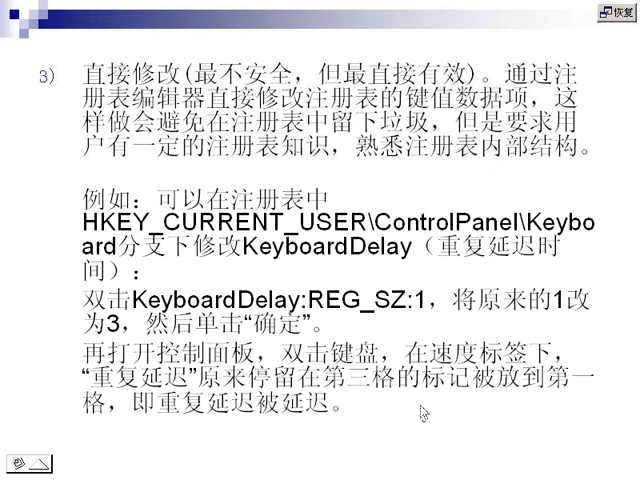 恢复
3) 直接修改(最不安全，但最直接有效)。通过注
册表编辑器直接修改注册表的键值数据项，这
样做会避免在注册表中留下垃圾，但是要求用
户有一定的注册表知识，熟悉注册表内部结构。
例如：可以在注册表中
HKEY_CURRENT_USER\ControlPanel\Keybo
ard分支下修改KeyboardDelay（重复延迟时
间）：
双击KeyboardDelay:REG_SZ:1，将原来的1改
为3，然后单击“确定”。
再打开控制面板，双击键盘，在速度标签下，
“重复延迟”原来停留在第三格的标记被放到第一
格，即重复延迟被延迟。